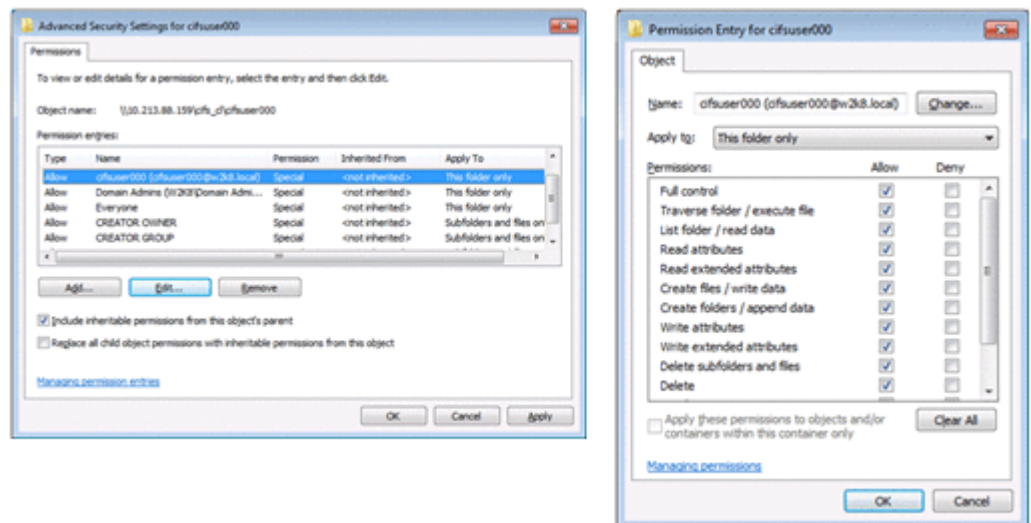 Advanced Security Settings for cifsuser000
Permissions
To view or edit details for a permission entry, select the entry and then click Edit.
Object name: \\10.213.88.159\cifs_cl\cifsuser000
Permission entries:
Type Name Permission Inherited From Apply To
Allow cifsuser000 (cifsuser000@w2k8.local) Special <not inherited> This folder only
Allow Domain Admins (W2K8\Domain Admi... Special <not inherited> This folder only
Allow Everyone Special <not inherited> This folder only
Allow CREATOR OWNER Special <not inherited> Subfolders and files on
Allow CREATOR GROUP Special <not inherited> Subfolders and files on
Add... Edit... Remove
Include inheritable permissions from this object's parent
Replace all child object permissions with inheritable permissions from this object
Managing permission entries
OK Cancel Apply
Permission Entry for cifsuser000
Object
Name: cifsuser000 (cifsuser000@w2k8.local) Change...
Apply to: This folder only
Permissions: Allow Deny
Full control
Traverse folder / execute file
List folder / read data
Read attributes
Read extended attributes
Create files / write data
Create folders / append data
Write attributes
Write extended attributes
Delete subfolders and files
Delete
Apply these permissions to objects and/or
containers within this container only
Clear All
Managing permissions
OK Cancel